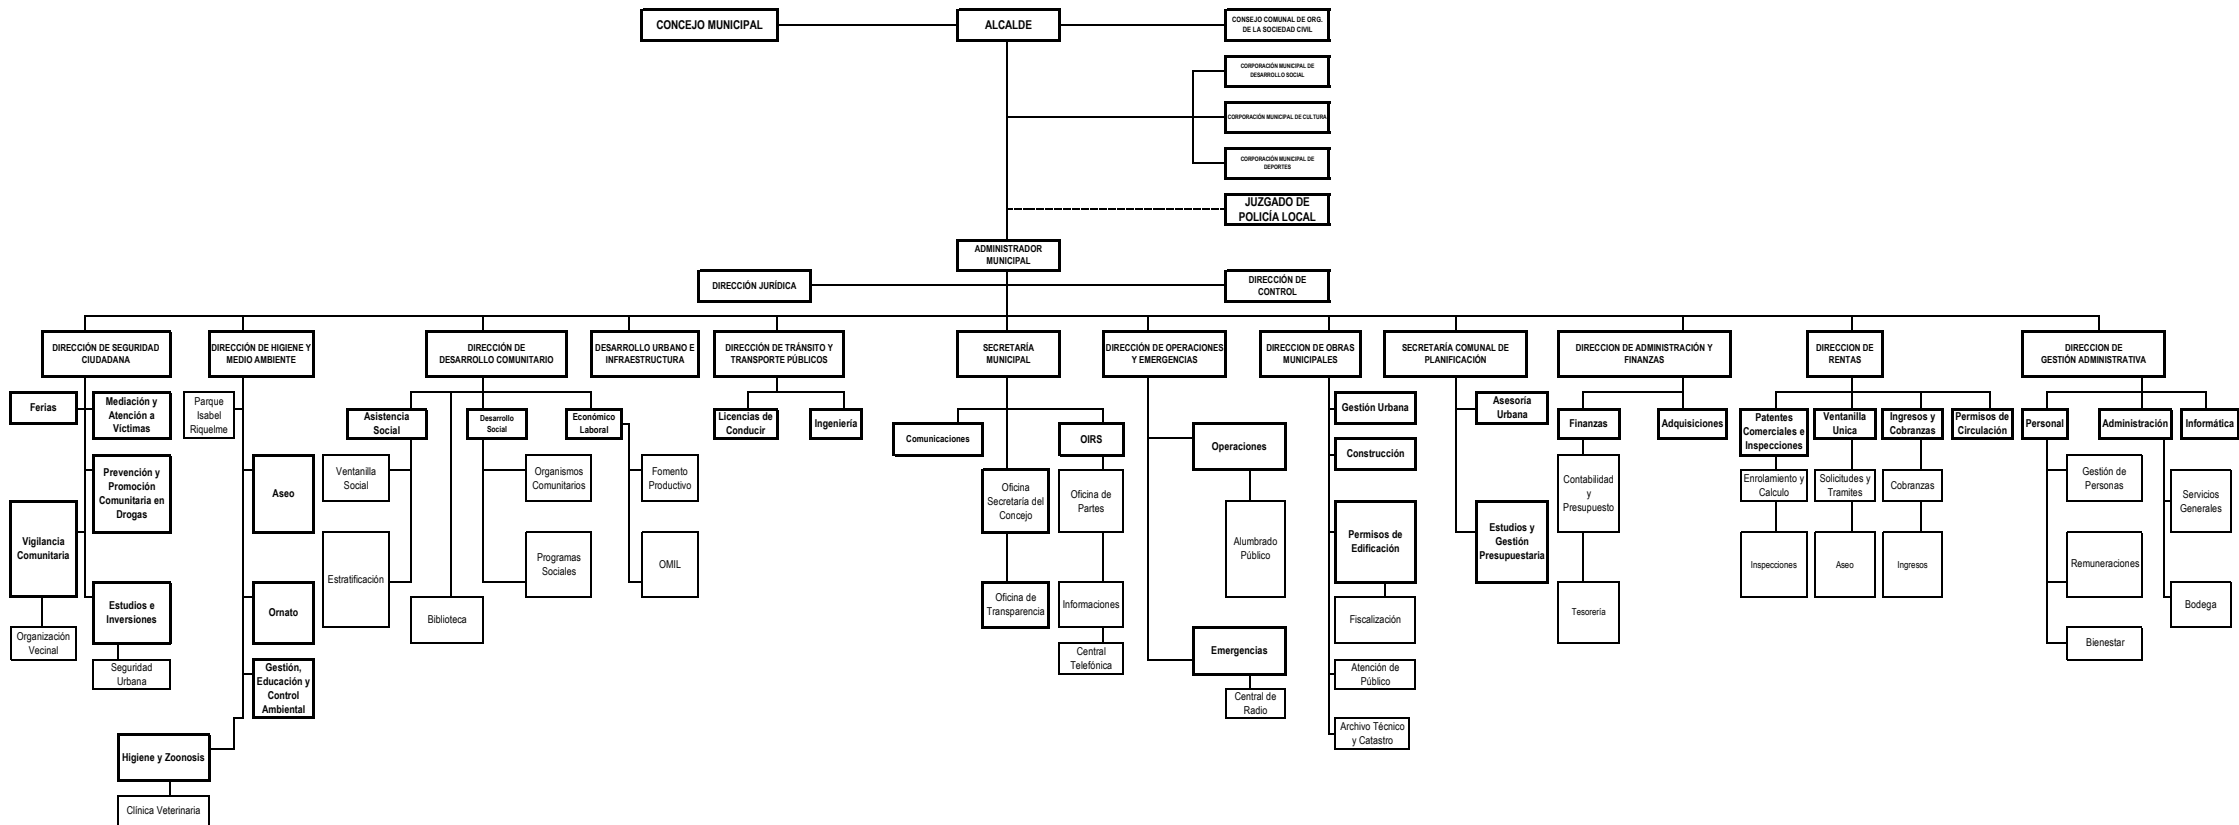 CONCEJO MUNICIPAL
ALCALDE
CONSEJO COMUNAL DE ORG.
DE LA SOCIEDAD CIVIL
CORPORACIÓN MUNICIPAL DE
DESARROLLO SOCIAL
CORPORACIÓN MUNICIPAL DE CULTURA
CORPORACIÓN MUNICIPAL DE
DEPORTES
JUZGADO DE
POLICÍA LOCAL
ADMINISTRADOR
MUNICIPAL
DIRECCIÓN JURÍDICA
DIRECCIÓN DE
CONTROL
DIRECCIÓN DE SEGURIDAD
CIUDADANA
DIRECCIÓN DE HIGIENE Y
MEDIO AMBIENTE
DIRECCIÓN DE
DESARROLLO COMUNITARIO
DESARROLLO URBANO E
INFRAESTRUCTURA
DIRECCIÓN DE TRÁNSITO Y
TRANSPORTE PÚBLICOS
SECRETARÍA
MUNICIPAL
DIRECCIÓN DE OPERACIONES
Y EMERGENCIAS
DIRECCION DE OBRAS
MUNICIPALES
SECRETARÍA COMUNAL DE
PLANIFICACIÓN
DIRECCION DE ADMINISTRACIÓN Y
FINANZAS
DIRECCION DE
RENTAS
DIRECCION DE
GESTIÓN ADMINISTRATIVA
Ferias
Mediación y
Atención a
Víctimas
Prevención y
Promoción
Comunitaria en
Drogas
Vigilancia
Comunitaria
Organización
Vecinal
Estudios e
Inversiones
Seguridad
Urbana
Parque
Isabel
Riquelme
Aseo
Ornato
Gestión,
Educación y
Control
Ambiental
Higiene y Zoonosis
Clínica Veterinaria
Asistencia
Social
Ventanilla
Social
Estratificación
Biblioteca
Desarrollo
Social
Organismos
Comunitarios
Programas
Sociales
Económico
Laboral
Fomento
Productivo
OMIL
Licencias de
Conducir
Ingeniería
Comunicaciones
Oficina
Secretaría del
Concejo
Oficina de
Transparencia
OIRS
Oficina de
Partes
Informaciones
Central
Telefónica
Operaciones
Alumbrado
Público
Emergencias
Central de
Radio
Gestión Urbana
Construcción
Permisos de
Edificación
Fiscalización
Atención de
Público
Archivo Técnico
y Catastro
Asesoría
Urbana
Estudios y
Gestión
Presupuestaria
Finanzas
Contabilidad
y
Presupuesto
Tesorería
Adquisiciones
Patentes
Comerciales e
Inspecciones
Enrolamiento y
Calculo
Inspecciones
Ventanilla
Unica
Solicitudes y
Tramites
Aseo
Ingresos y
Cobranzas
Cobranzas
Ingresos
Permisos de
Circulación
Personal
Gestión de
Personas
Remuneraciones
Bienestar
Administración
Servicios
Generales
Bodega
Informática